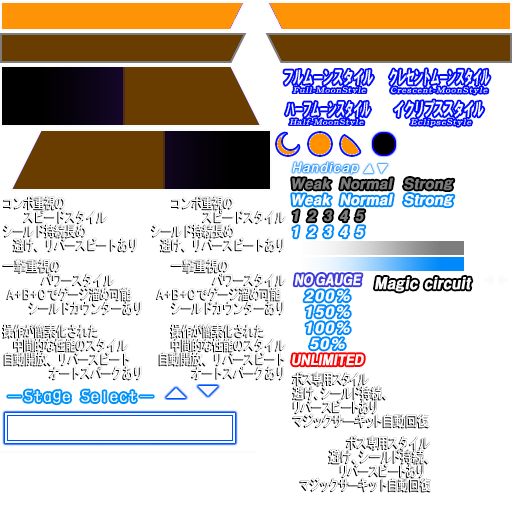 フルムーンスタイル
Full-MoonStyle
クレセントムーンスタイル
Crescent-MoonStyle
ハーフムーンスタイル
Half-MoonStyle
イクリプススタイル
EclipseStyle
Handicap △▽
Weak Normal Strong
Weak Normal Strong
1 2 3 4 5
1 2 3 4 5
コンボ重視の
スピードスタイル
シールド持続長め
避け、リバースビートあり
コンボ重視の
スピードスタイル
シールド持続長め
避け、リバースビートあり
一撃重視の
パワースタイル
A+B+Cでゲージ溜め可能
シールドカウンターあり
一撃重視の
パワースタイル
A+B+Cでゲージ溜め可能
シールドカウンターあり
操作が簡素化された
中間的な性能のスタイル
自動開放、リバースビート
オートスパークあり
操作が簡素化された
中間的な性能のスタイル
自動開放、リバースビート
オートスパークあり
NO GAUGE
Magic circuit
200%
150%
100%
50%
UNLIMITED
ボス専用スタイル
避け、シールド持続、
リバースビートあり
マジックサーキット自動回復
ボス専用スタイル
避け、シールド持続、
リバースビートあり
マジックサーキット自動回復
—Stage Select— △ ▽